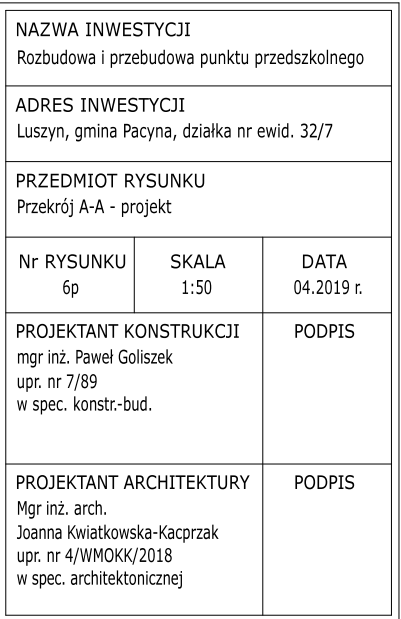 NAZWA INWESTYCJI
Rozbudowa i przebudowa punktu przedszkolnego
ADRES INWESTYCJI
Luszyn, gmina Pacyna, działka nr ewid. 32/7
PRZEDMIOT RYSUNKU
Przekrój A-A - projekt
Nr RYSUNKU
6p
SKALA
1:50
DATA
04.2019 r.
PROJEKTANT KONSTRUKCJI
mgr inż. Paweł Goliszek
upr. nr 7/89
w spec. konstr.-bud.
PODPIS
PROJEKTANT ARCHITEKTURY
Mgr inż. arch.
Joanna Kwiatkowska-Kacprzak
upr. nr 4/WMOKK/2018
w spec. architektonicznej
PODPIS